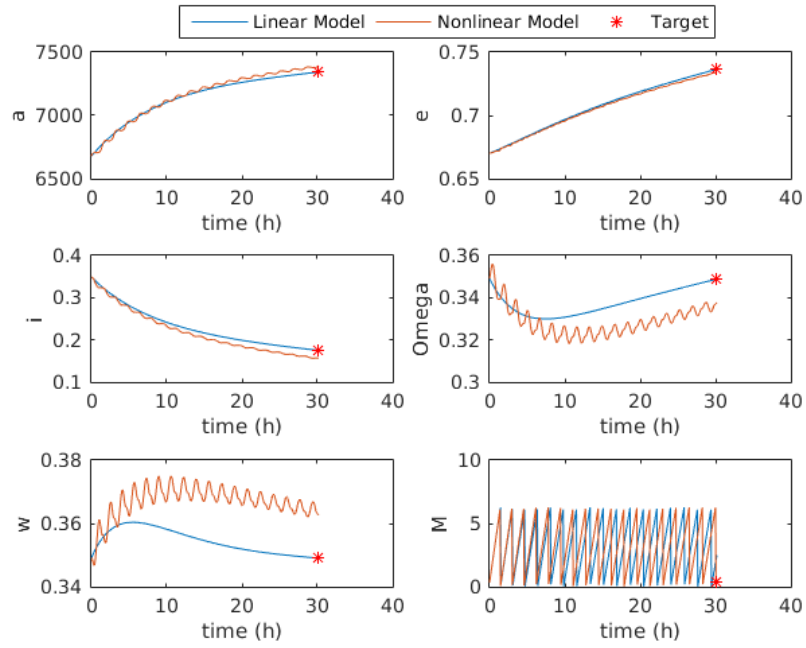 Linear Model Nonlinear Model Target
7500 0.75
7000 0.7
6500 0.65
a e
0 10 20 30 40 0 10 20 30 40
time (h) time (h)
0.4 0.36
0.3 0.34
0.2 0.32
0.1 0.3
i Omega
0 10 20 30 40 0 10 20 30 40
time (h) time (h)
0.38 10
0.36 5
0.34 0
w M
0 10 20 30 40 0 10 20 30 40
time (h) time (h)